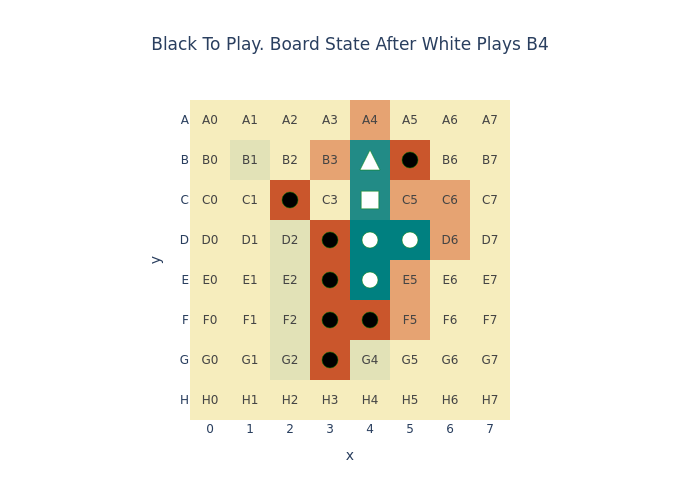 Black To Play. Board State After White Plays B4
A A0 A1 A2 A3 A4 A5 A6 A7
B B0 B1 B2 B3 B6 B7
C C0 C1 C3 C5 C6 C7
y D D0 D1 D2 D6 D7
E E0 E1 E2 E5 E6 E7
F F0 F1 F2 F5 F6 F7
G G0 G1 G2 G4 G5 G6 G7
H H0 H1 H2 H3 H4 H5 H6 H7
0 1 2 3 4 5 6 7
x